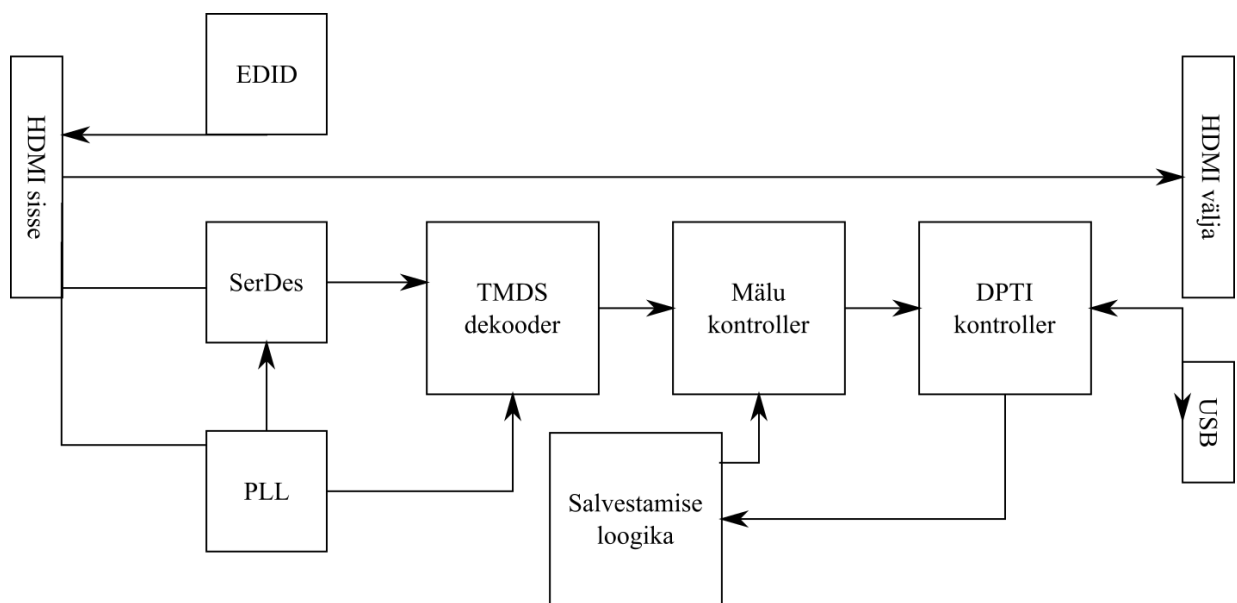 EDID
HDMI sisse
HDMI välja
SerDes
TMDS
dekooder
Mälu
kontroller
DPTI
kontroller
USB
PLL
Salvestamise
loogika